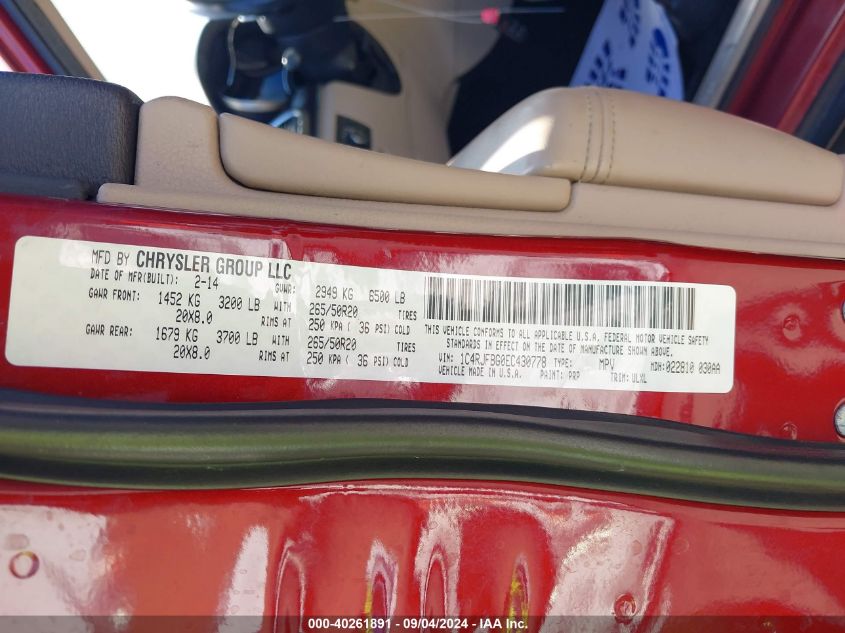 MFD BY CHRYSLER GROUP LLC
DATE OF MFR(BUILT): 2-14 GVWR: 2949 KG 6500 LB
GAWR FRONT: 1452 KG 3200 LB WITH 265/50R20 TIRES
20X8.0 RIMS AT 250 KPA ( 36 PSI) COLD
GAWR REAR: 1679 KG 3700 LB WITH 265/50R20 TIRES
20X8.0 RIMS AT 250 KPA ( 36 PSI) COLD
THIS VEHICLE CONFORMS TO ALL APPLICABLE U.S.A. FEDERAL MOTOR VEHICLE SAFETY
STANDARDS IN EFFECT ON THE DATE OF MANUFACTURE SHOWN ABOVE.
VIN: 1C4RJFBG0EC430778 TYPE: MPV MDH:022810 030AA
VEHICLE MADE IN U.S.A. PAINT: PRP TRIM: ULXL
000-40261891 - 09/04/2024 - IAA Inc.